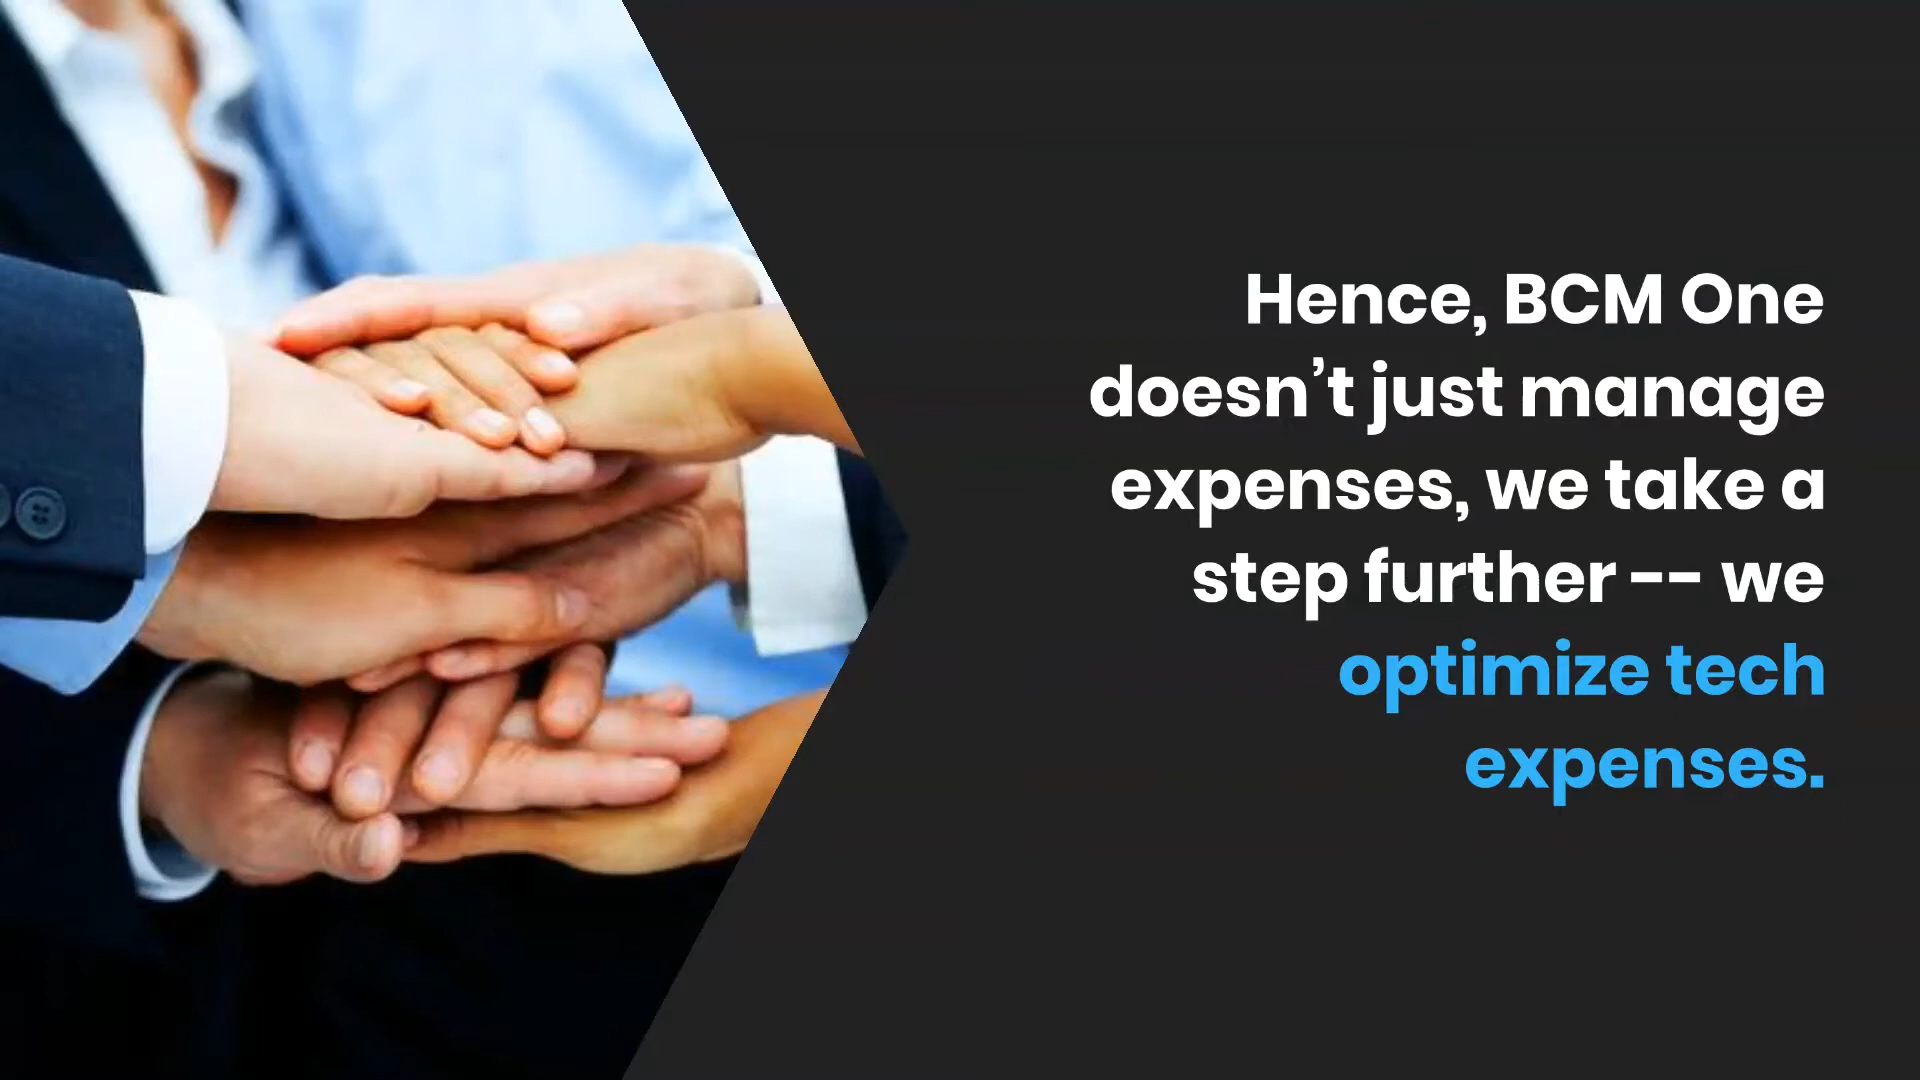 Hence, BCM One
doesn’t just manage
expenses, we take a
step further -- we
optimize tech
expenses.